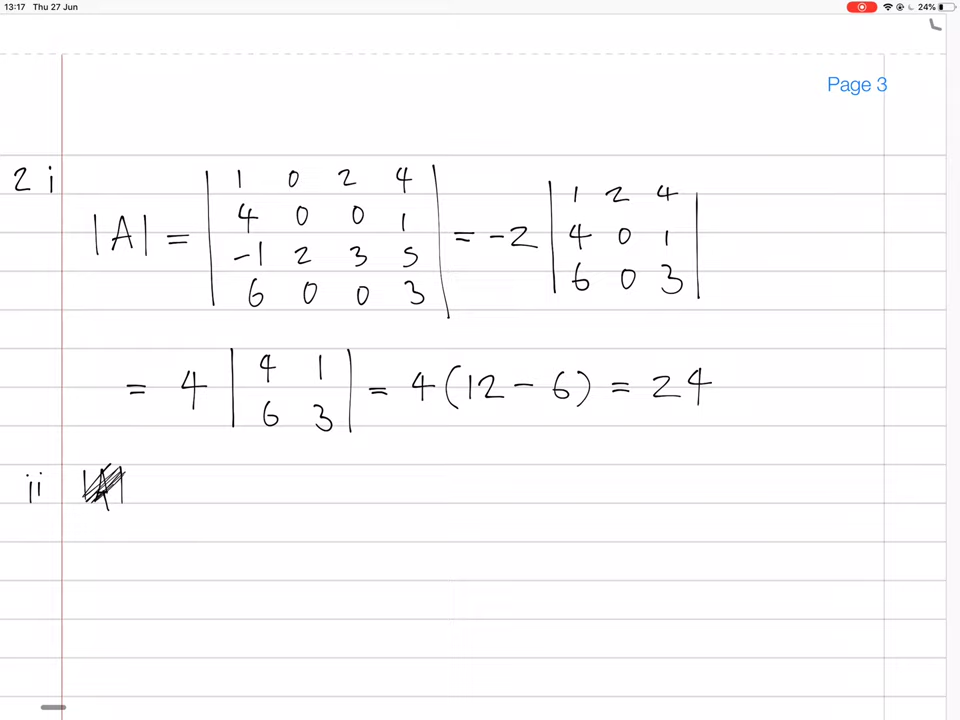 13:17 Thu 27 Jun 24%
Page 3
2 i
|A| = | 1 0 2 4 | = -2 | 1 2 4 |
| 4 0 0 1 | | 4 0 1 |
| -1 2 3 5 | | 6 0 3 |
| 6 0 0 3 |
= 4 | 4 1 | = 4(12 - 6) = 24
| 6 3 |
ii